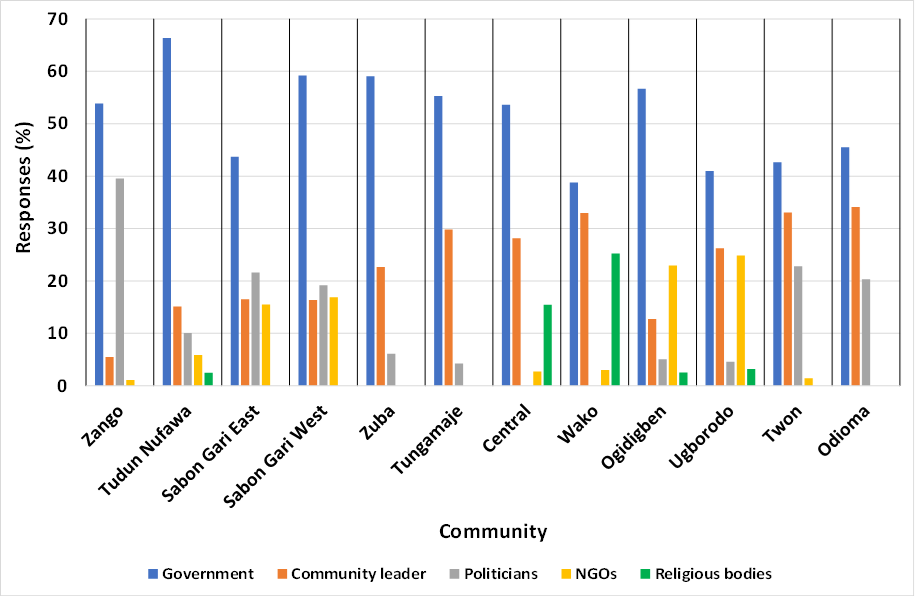 Responses (%)
70
60
50
40
30
20
10
0
Zango
Tudun Nufawa
Sabon Gari East
Sabon Gari West
Zuba
Tungamaje
Central
Wako
Ogidigben
Ugborodo
Twon
Odioma
Community
Government Community leader Politicians NGOs Religious bodies